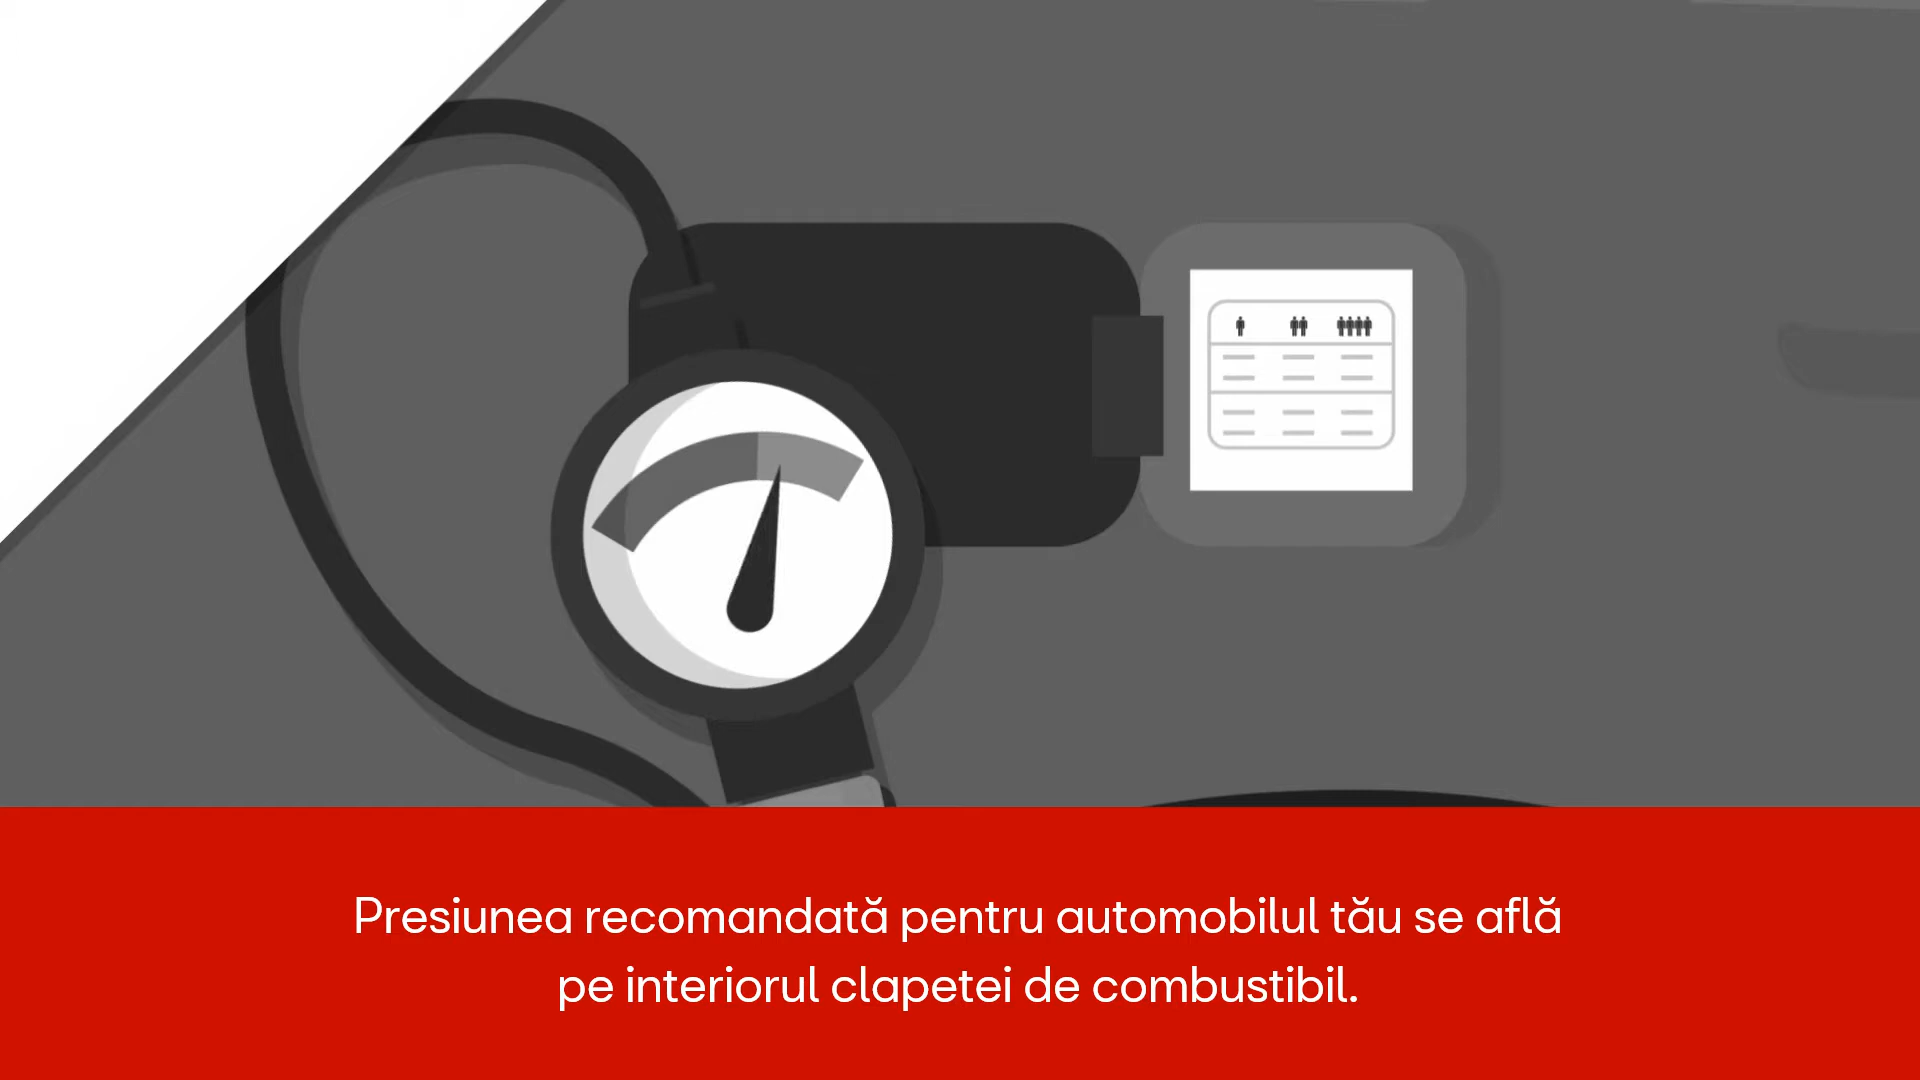 Presiunea recomandată pentru automobilul tău se află
pe interiorul clapetei de combustibil.